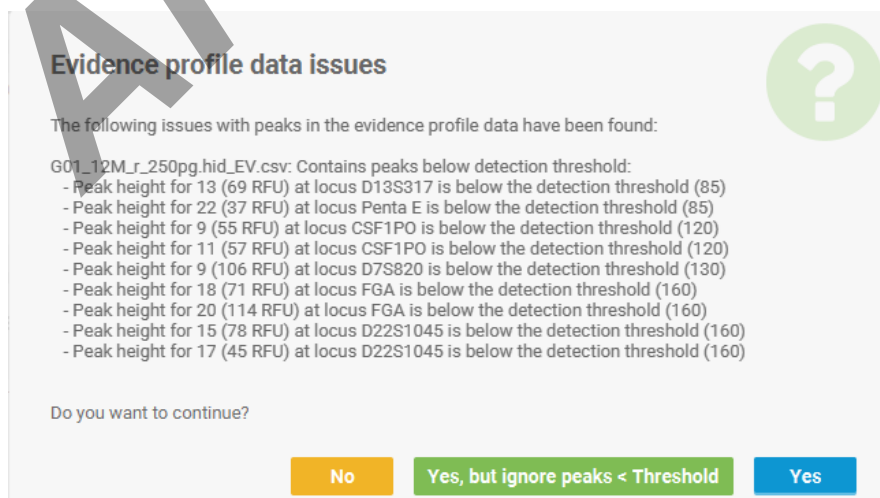 Evidence profile data issues
?
The following issues with peaks in the evidence profile data have been found:
G01_12M_r_250pg.hid_EV.csv: Contains peaks below detection threshold:
- Peak height for 13 (69 RFU) at locus D13S317 is below the detection threshold (85)
- Peak height for 22 (37 RFU) at locus Penta E is below the detection threshold (85)
- Peak height for 9 (55 RFU) at locus CSF1PO is below the detection threshold (120)
- Peak height for 11 (57 RFU) at locus CSF1PO is below the detection threshold (120)
- Peak height for 9 (106 RFU) at locus D7S820 is below the detection threshold (130)
- Peak height for 18 (71 RFU) at locus FGA is below the detection threshold (160)
- Peak height for 20 (114 RFU) at locus FGA is below the detection threshold (160)
- Peak height for 15 (78 RFU) at locus D22S1045 is below the detection threshold (160)
- Peak height for 17 (45 RFU) at locus D22S1045 is below the detection threshold (160)
Do you want to continue?
No
Yes, but ignore peaks < Threshold
Yes